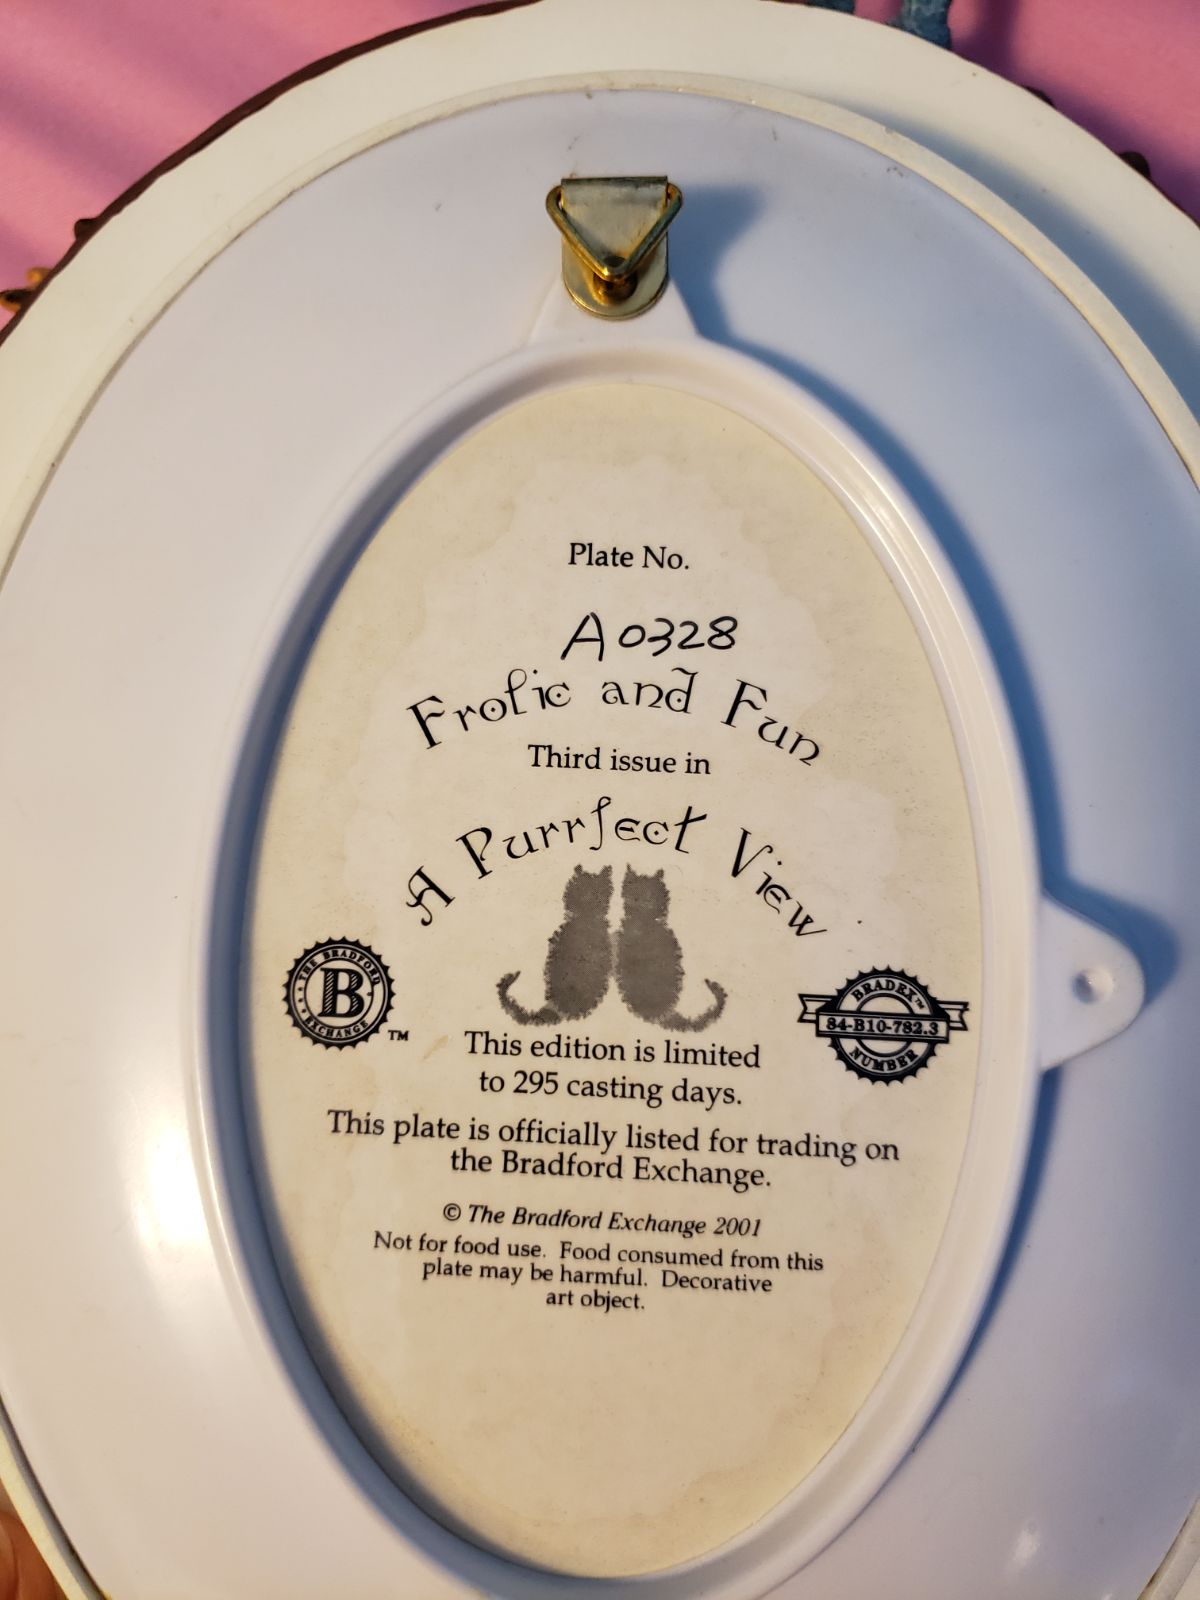 Plate No.
A0328
Frolic and Fun
Third issue in
A Purrfect View
THE BRADFORD
B
EXCHANGE
TM
BRADEX™
84-B10-782.3
NUMBER
This edition is limited
to 295 casting days.
This plate is officially listed for trading on
the Bradford Exchange.
© The Bradford Exchange 2001
Not for food use. Food consumed from this
plate may be harmful. Decorative
art object.